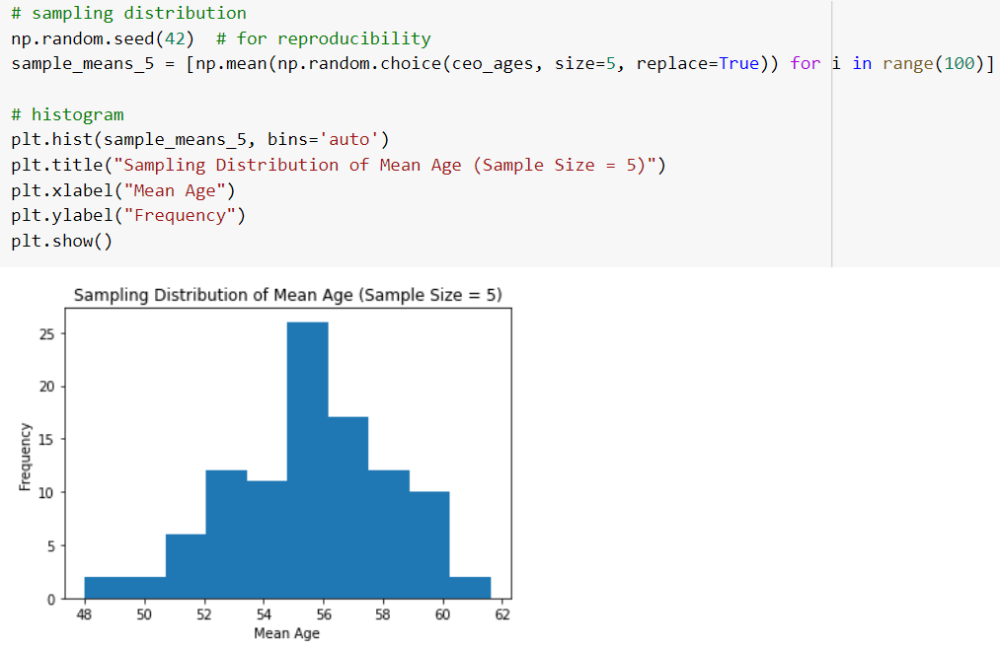 # sampling distribution
np.random.seed(42)  # for reproducibility
sample_means_5 = [np.mean(np.random.choice(ceo_ages, size=5, replace=True)) for i in range(100)]
# histogram
plt.hist(sample_means_5, bins='auto')
plt.title("Sampling Distribution of Mean Age (Sample Size = 5)")
plt.xlabel("Mean Age")
plt.ylabel("Frequency")
plt.show()
Sampling Distribution of Mean Age (Sample Size = 5)
25
20
15
10
5
0
Frequency
48 50 52 54 56 58 60 62
Mean Age